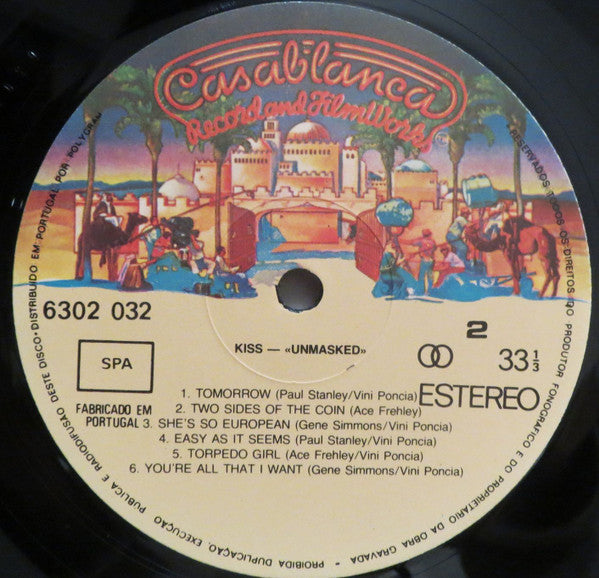 Casablanca
Record and FilmWorks
6302 032
KISS — «UNMASKED»
2
33 1/3
SPA
ESTEREO
FABRICADO EM
PORTUGAL
1. TOMORROW (Paul Stanley/Vini Poncia)
2. TWO SIDES OF THE COIN (Ace Frehley)
3. SHE'S SO EUROPEAN (Gene Simmons/Vini Poncia)
4. EASY AS IT SEEMS (Paul Stanley/Vini Poncia)
5. TORPEDO GIRL (Ace Frehley/Vini Poncia)
6. YOU'RE ALL THAT I WANT (Gene Simmons/Vini Poncia)
RESERVADOS TODOS OS DIREITOS DO PRODUTOR FONOGRÁFICO E DO PROPRIETÁRIO DA OBRA GRAVADA • PROIBIDA DUPLICAÇÃO, EXECUÇÃO PÚBLICA E RADIODIFUSÃO DESTE DISCO • DISTRIBUÍDO EM PORTUGAL POR POLYGRAM